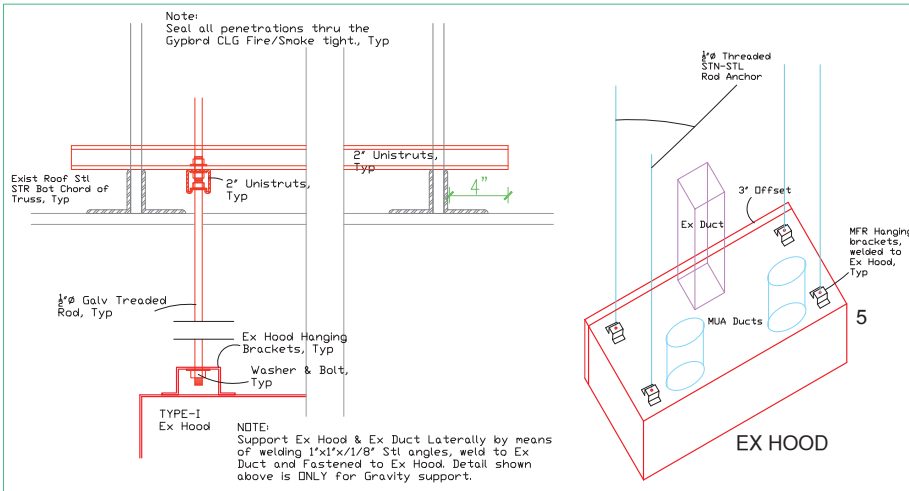 Note:
Seal all penetrations thru the
Gypbrd CLG Fire/Smoke tight., Typ
2" Unistruts,
Typ
Exist Roof Stl
STR Bot Chord of
Truss, Typ
2" Unistruts,
Typ
4"
½"Ø Galv Treaded
Rod, Typ
Ex Hood Hanging
Brackets, Typ
Washer & Bolt,
Typ
TYPE-I
Ex Hood
NOTE:
Support Ex Hood & Ex Duct Laterally by means
of welding 1"x1"x/1/8" Stl angles, weld to Ex
Duct and Fastened to Ex Hood. Detail shown
above is ONLY for Gravity support.
½"Ø Threaded
STN-STL
Rod Anchor
3" Offset
Ex Duct
MFR Hanging
brackets,
welded to
Ex Hood,
Typ
MUA Ducts
5
EX HOOD